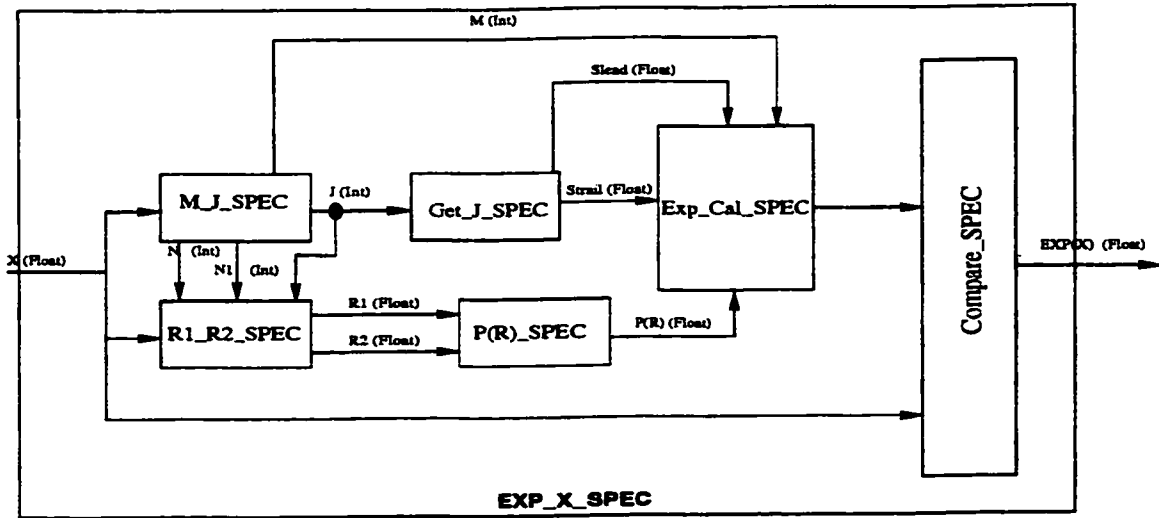 M (Int)
Slead (Float)
M_J_SPEC
J (Int)
Get_J_SPEC
Strail (Float)
Exp_Cal_SPEC
Compare_SPEC
N (Int)
N1 (Int)
X (Float)
EXP(X) (Float)
R1_R2_SPEC
R1 (Float)
R2 (Float)
P(R)_SPEC
P(R) (Float)
EXP_X_SPEC